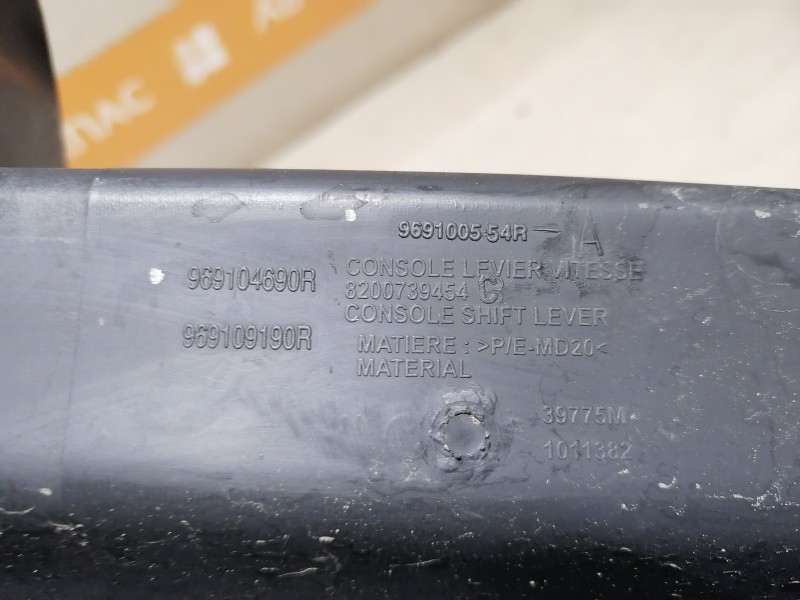 969100554R A
969104690R
CONSOLE LEVIER VITESSE
8200739454 C
CONSOLE SHIFT LEVER
969109190R
MATIERE : >P/E-MD20<
MATERIAL
39775M
1011382